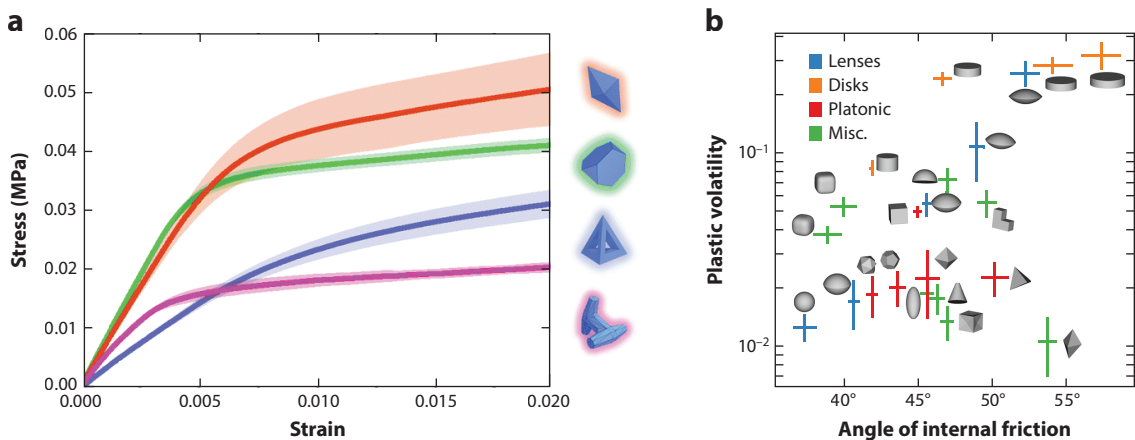 a
0.06
0.05
0.04
0.03
0.02
0.01
0.00
Stress (MPa)
0.000
0.005
0.010
0.015
0.020
Strain
b
Lenses
Disks
Platonic
Misc.
10⁻¹
10⁻²
Plastic volatility
40°
45°
50°
55°
Angle of internal friction